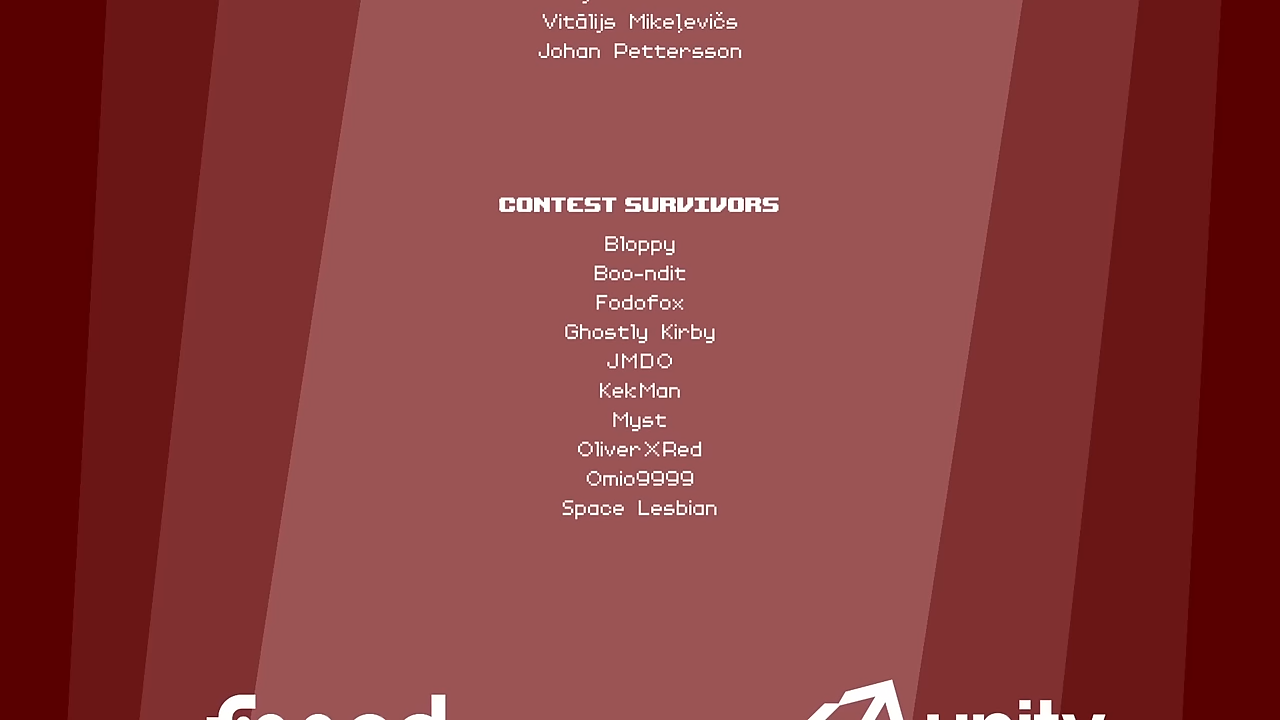 Vitālijs Mikeļevičs
Johan Pettersson
CONTEST SURVIVORS
Bloppy
Boo-ndit
Fodofox
Ghostly Kirby
JMDO
KekMan
Myst
OliverXRed
Omio9999
Space Lesbian
unity